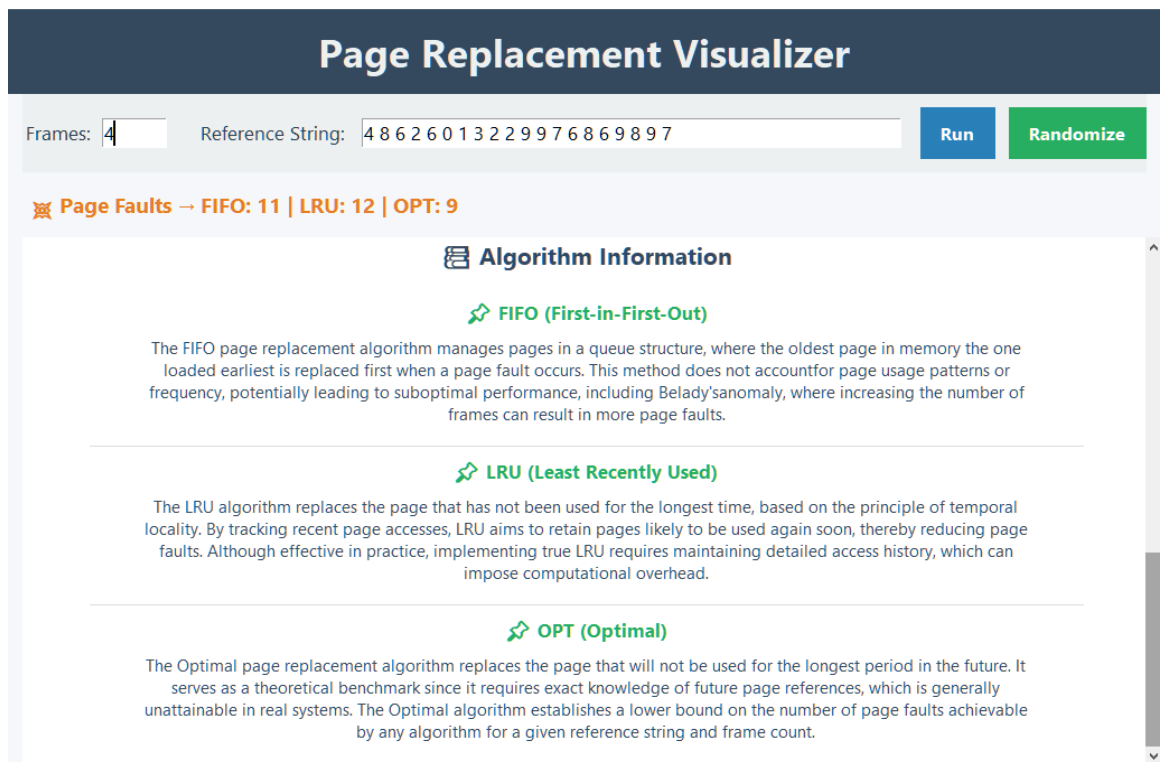 Page Replacement Visualizer
Frames: 4 Reference String: 4 8 6 2 6 0 1 3 2 2 9 9 7 6 8 6 9 8 9 7 Run Randomize
Page Faults → FIFO: 11 | LRU: 12 | OPT: 9
Algorithm Information
FIFO (First-in-First-Out)
The FIFO page replacement algorithm manages pages in a queue structure, where the oldest page in memory the one
loaded earliest is replaced first when a page fault occurs. This method does not accountfor page usage patterns or
frequency, potentially leading to suboptimal performance, including Belady'sanomaly, where increasing the number of
frames can result in more page faults.
LRU (Least Recently Used)
The LRU algorithm replaces the page that has not been used for the longest time, based on the principle of temporal
locality. By tracking recent page accesses, LRU aims to retain pages likely to be used again soon, thereby reducing page
faults. Although effective in practice, implementing true LRU requires maintaining detailed access history, which can
impose computational overhead.
OPT (Optimal)
The Optimal page replacement algorithm replaces the page that will not be used for the longest period in the future. It
serves as a theoretical benchmark since it requires exact knowledge of future page references, which is generally
unattainable in real systems. The Optimal algorithm establishes a lower bound on the number of page faults achievable
by any algorithm for a given reference string and frame count.